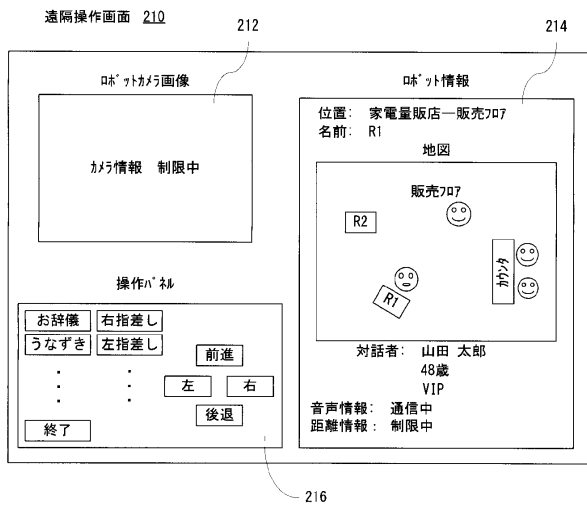 遠隔操作画面 210
212
214
ロボットカメラ画像
カメラ情報 制限中
ロボット情報
位置: 家電量販店―販売フロア
名前: R1
地図
販売フロア
R2
カウンタ
R1
対話者: 山田 太郎
48歳
VIP
音声情報: 通信中
距離情報: 制限中
操作パネル
お辞儀 右指差し
うなずき 左指差し
前進
左 右
後退
終了
216